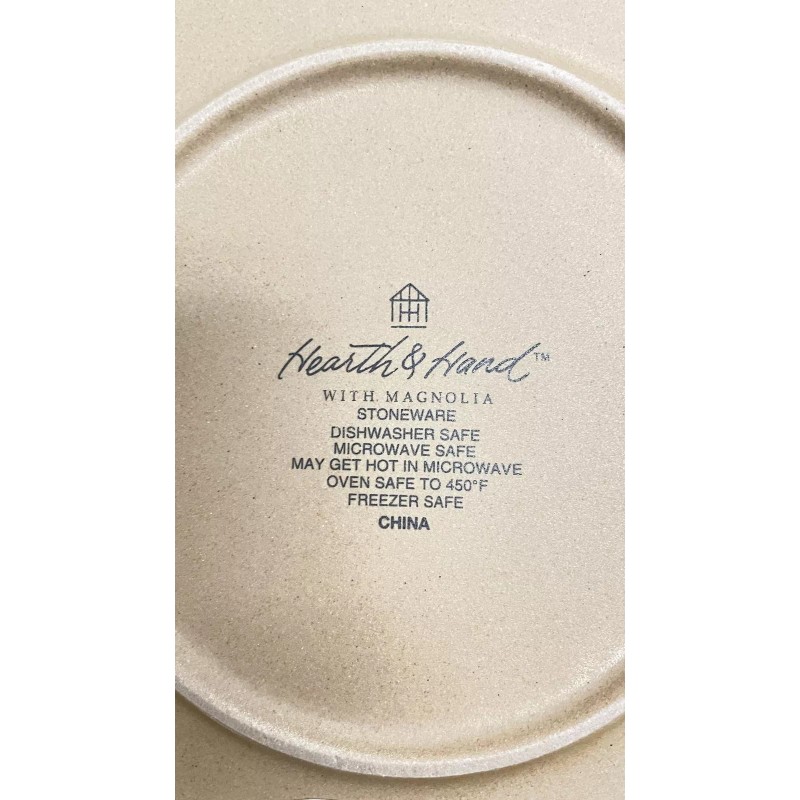 Hearth & Hand™
WITH MAGNOLIA
STONEWARE
DISHWASHER SAFE
MICROWAVE SAFE
MAY GET HOT IN MICROWAVE
OVEN SAFE TO 450°F
FREEZER SAFE
CHINA